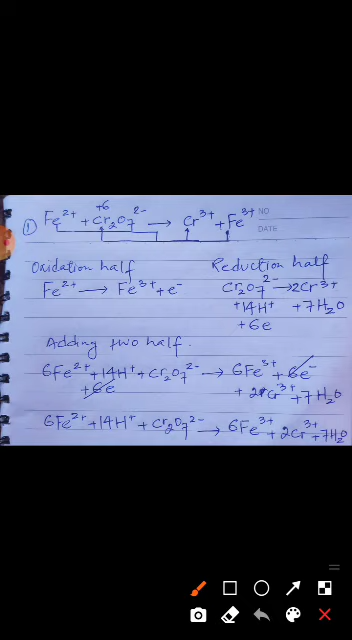 +6
① Fe²⁺ + Cr₂O₇²⁻ → Cr³⁺ + Fe³⁺
NO
DATE
Oxidation half
Fe²⁺ → Fe³⁺ + e⁻
Reduction half
Cr₂O₇²⁻ → 2Cr³⁺
+14H⁺ + 7H₂O
+6e
Adding two half.
6Fe²⁺ + 14H⁺ + Cr₂O₇²⁻ → 6Fe³⁺ + 6e⁻
+6e + 2Cr³⁺ + 7H₂O
6Fe²⁺ + 14H⁺ + Cr₂O₇²⁻ → 6Fe³⁺ + 2Cr³⁺ + 7H₂O